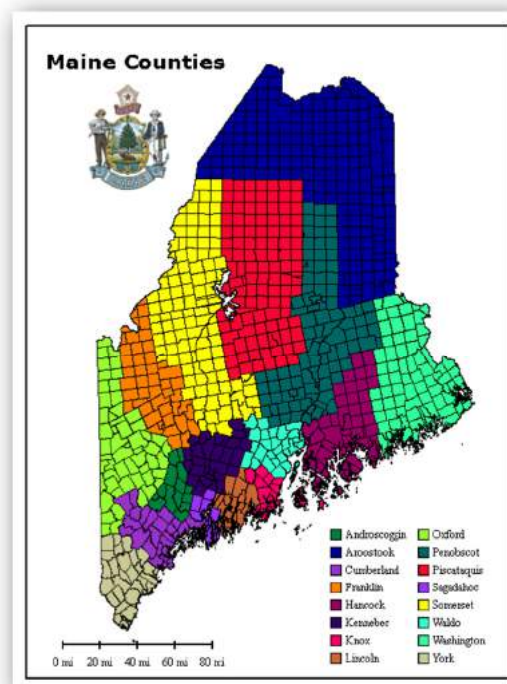 Maine Counties
Androscoggin
Aroostook
Cumberland
Franklin
Hancock
Kennebec
Knox
Lincoln
Oxford
Penobscot
Piscataquis
Sagadahoc
Somerset
Waldo
Washington
York
0 mi 20 mi 40 mi 60 mi 80 mi